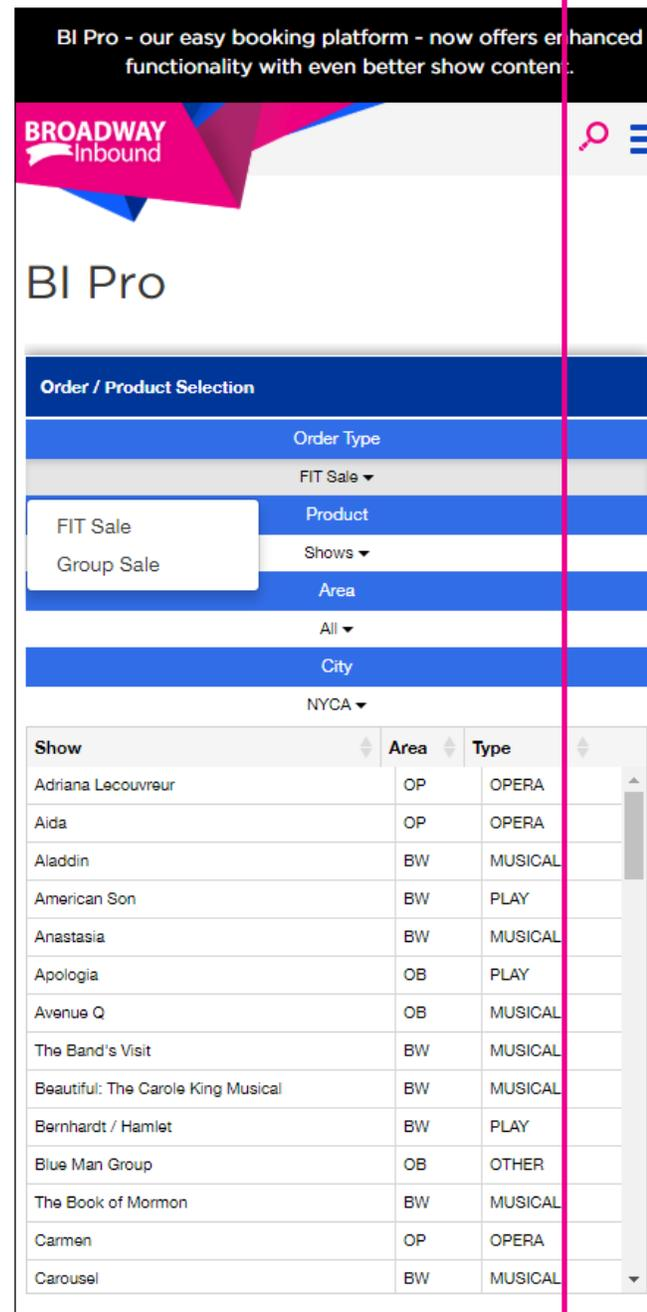 BI Pro - our easy booking platform - now offers enhanced
functionality with even better show content.
BROADWAY
Inbound
BI Pro
Order / Product Selection
Order Type
FIT Sale
Product
FIT Sale
Group Sale
Shows
Area
All
City
NYCA
Show Area Type
Adriana Lecouvreur OP OPERA
Aida OP OPERA
Aladdin BW MUSICAL
American Son BW PLAY
Anastasia BW MUSICAL
Apologia OB PLAY
Avenue Q OB MUSICAL
The Band's Visit BW MUSICAL
Beautiful: The Carole King Musical BW MUSICAL
Bernhardt / Hamlet BW PLAY
Blue Man Group OB OTHER
The Book of Mormon BW MUSICAL
Carmen OP OPERA
Carousel BW MUSICAL